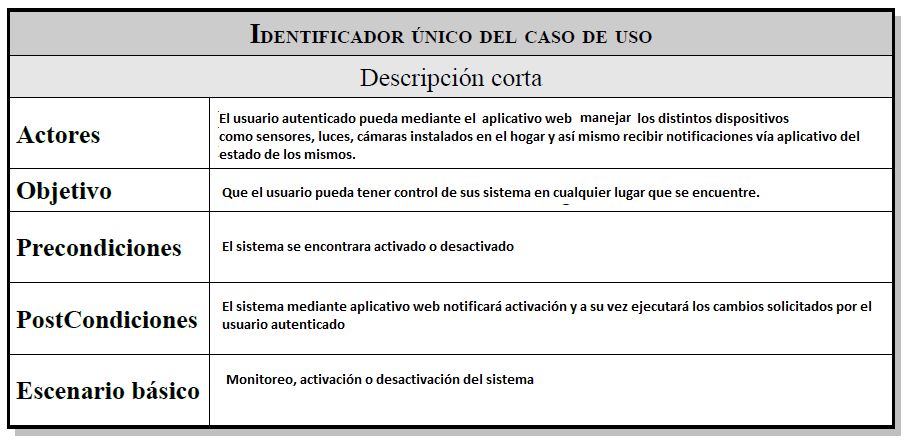 IDENTIFICADOR ÚNICO DEL CASO DE USO
Descripción corta
Actores
El usuario autenticado pueda mediante el aplicativo web manejar los distintos dispositivos
como sensores, luces, cámaras instalados en el hogar y así mismo recibir notificaciones vía aplicativo del
estado de los mismos.
Objetivo
Que el usuario pueda tener control de sus sistema en cualquier lugar que se encuentre.
Precondiciones
El sistema se encontrara activado o desactivado
PostCondiciones
El sistema mediante aplicativo web notificará activación y a su vez ejecutará los cambios solicitados por el
usuario autenticado
Escenario básico
Monitoreo, activación o desactivación del sistema